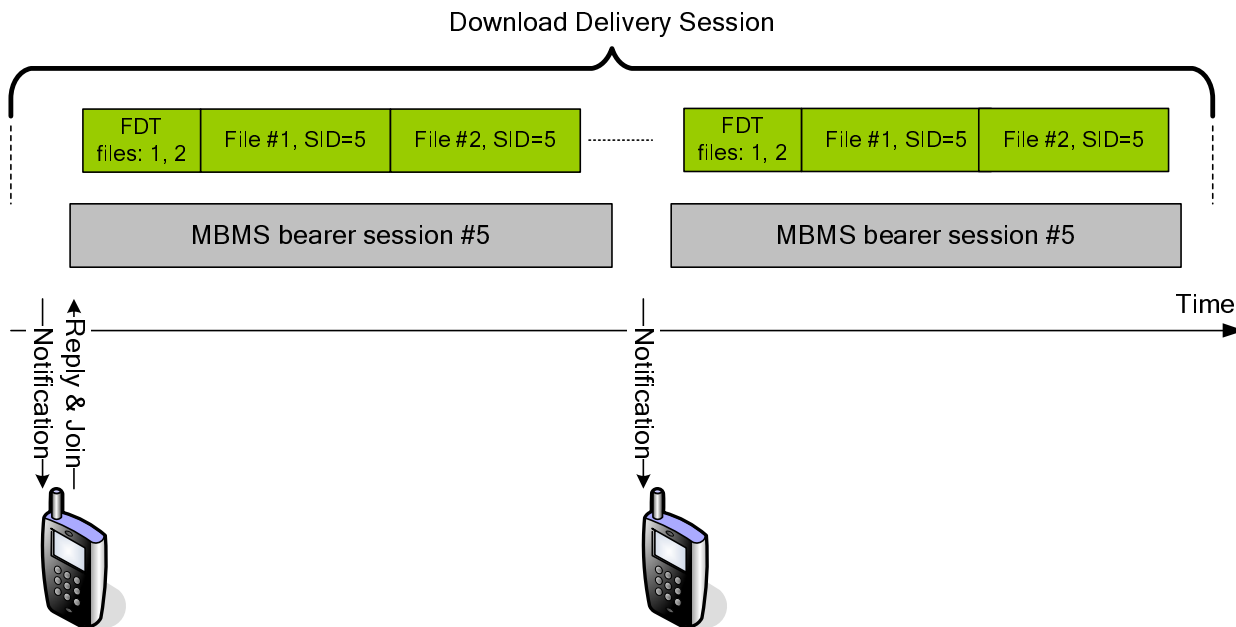 Download Delivery Session
FDT
files: 1, 2
File #1, SID=5
File #2, SID=5
FDT
files: 1, 2
File #1, SID=5
File #2, SID=5
MBMS bearer session #5
MBMS bearer session #5
Time
Notification
Reply & Join
Notification